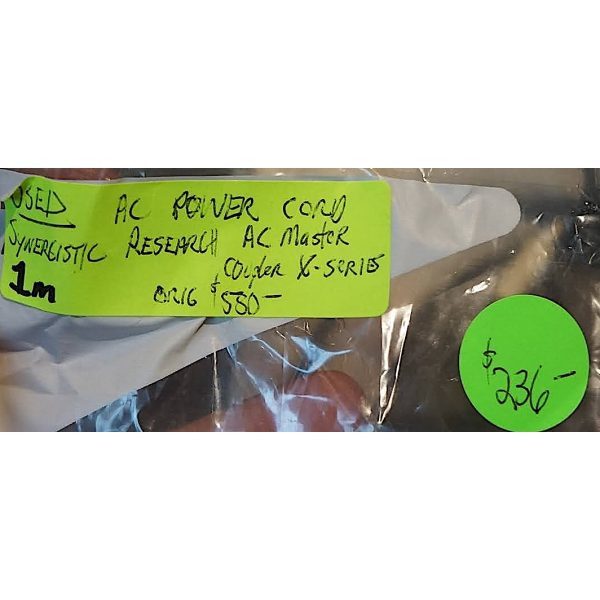 USED AC POWER CORD
SYNERGISTIC RESEARCH AC MASTER
1m Coupler X-SERIES
ORIG $550-
$236-